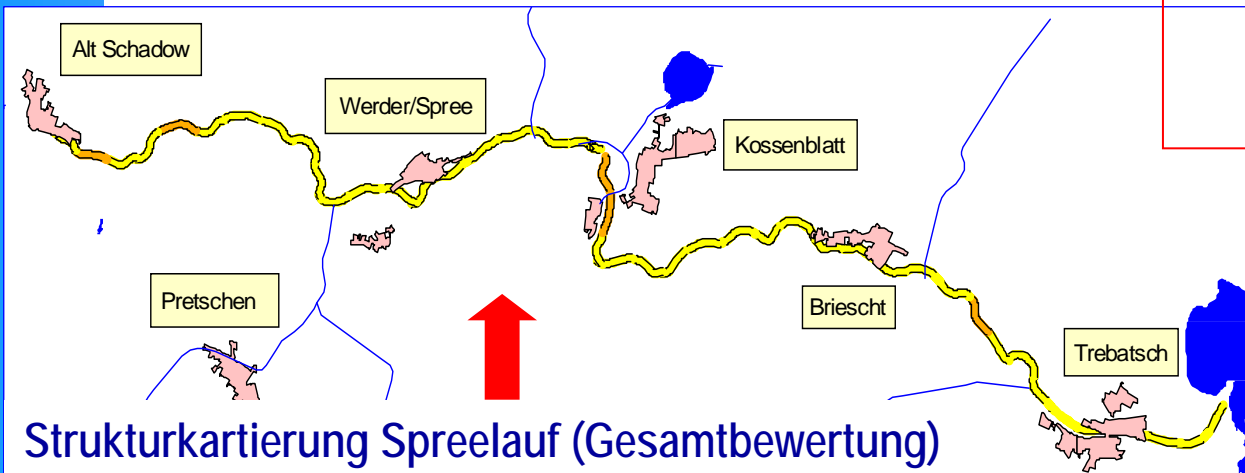 Alt Schadow
Werder/Spree
Kossenblatt
Pretschen
Briescht
Trebatsch
Strukturkartierung Spreelauf (Gesamtbewertung)